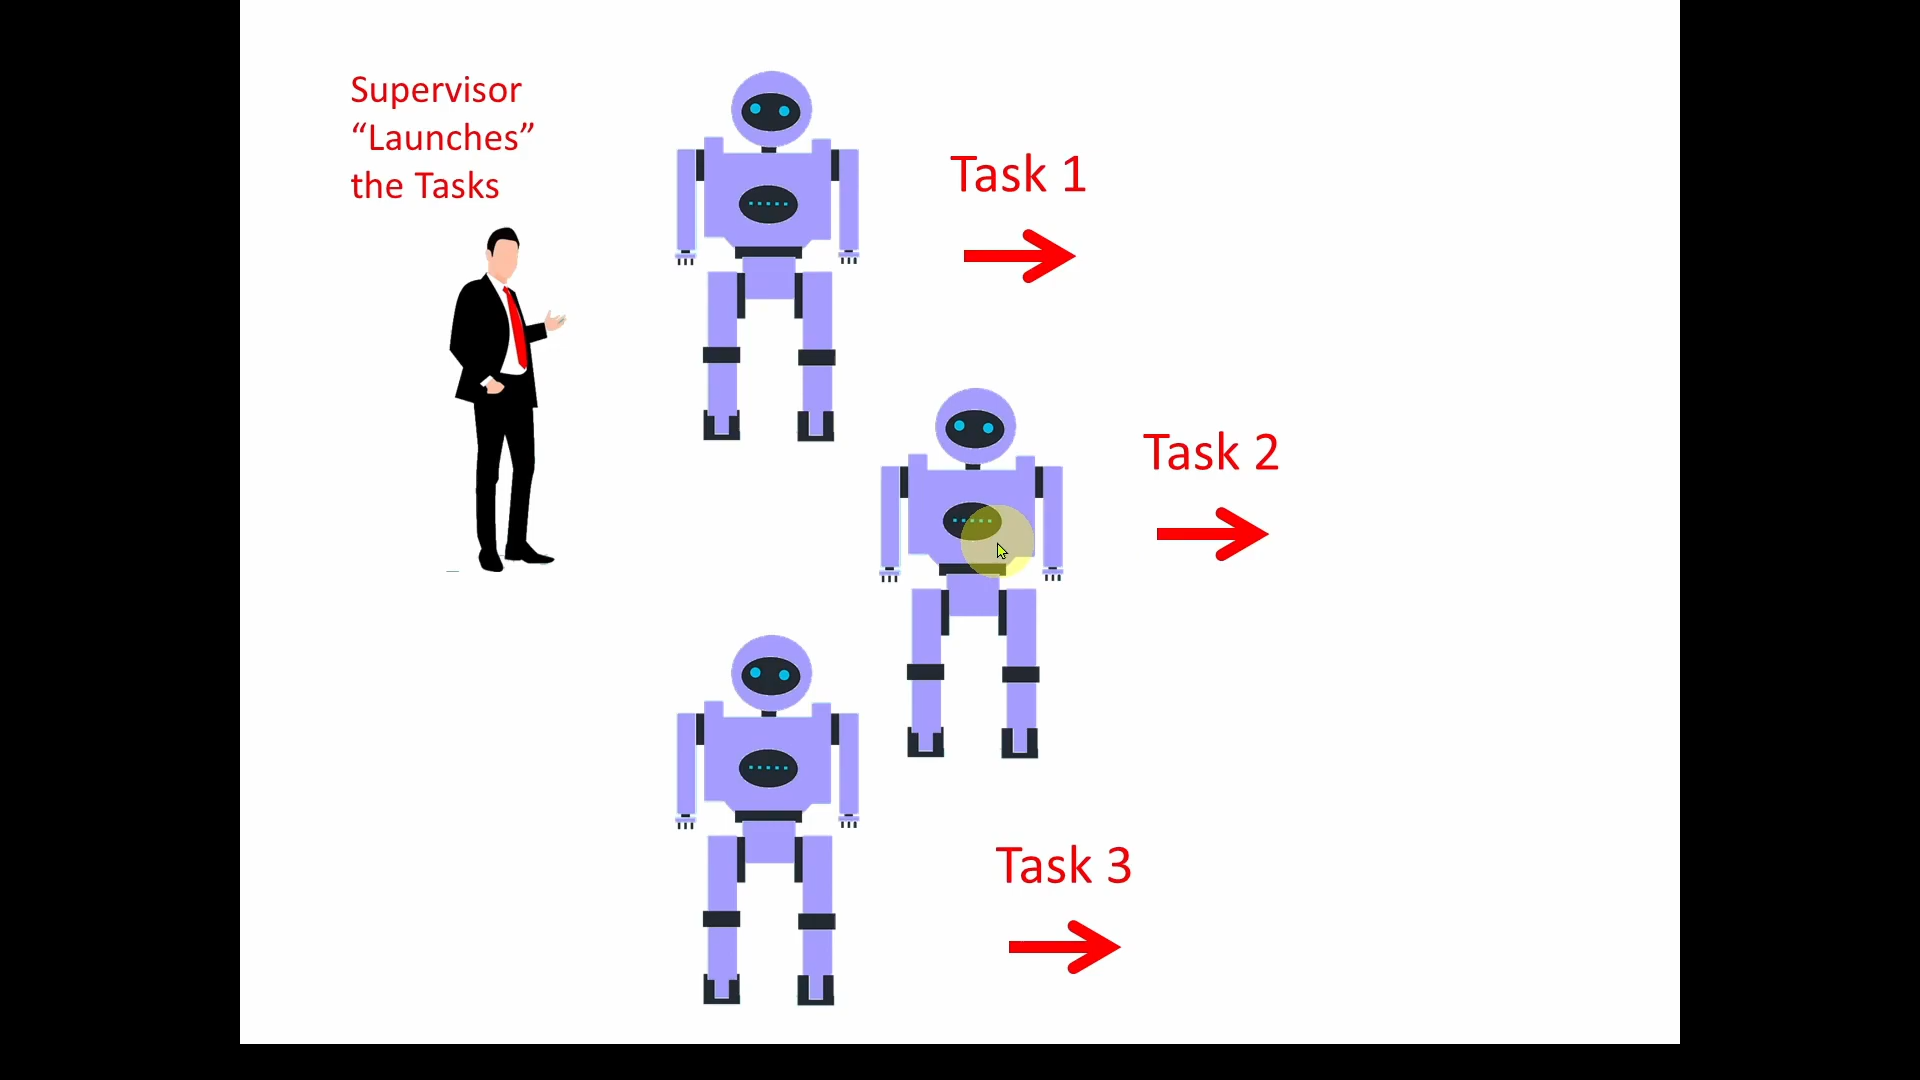 Supervisor
“Launches”
the Tasks
Task 1
Task 2
Task 3